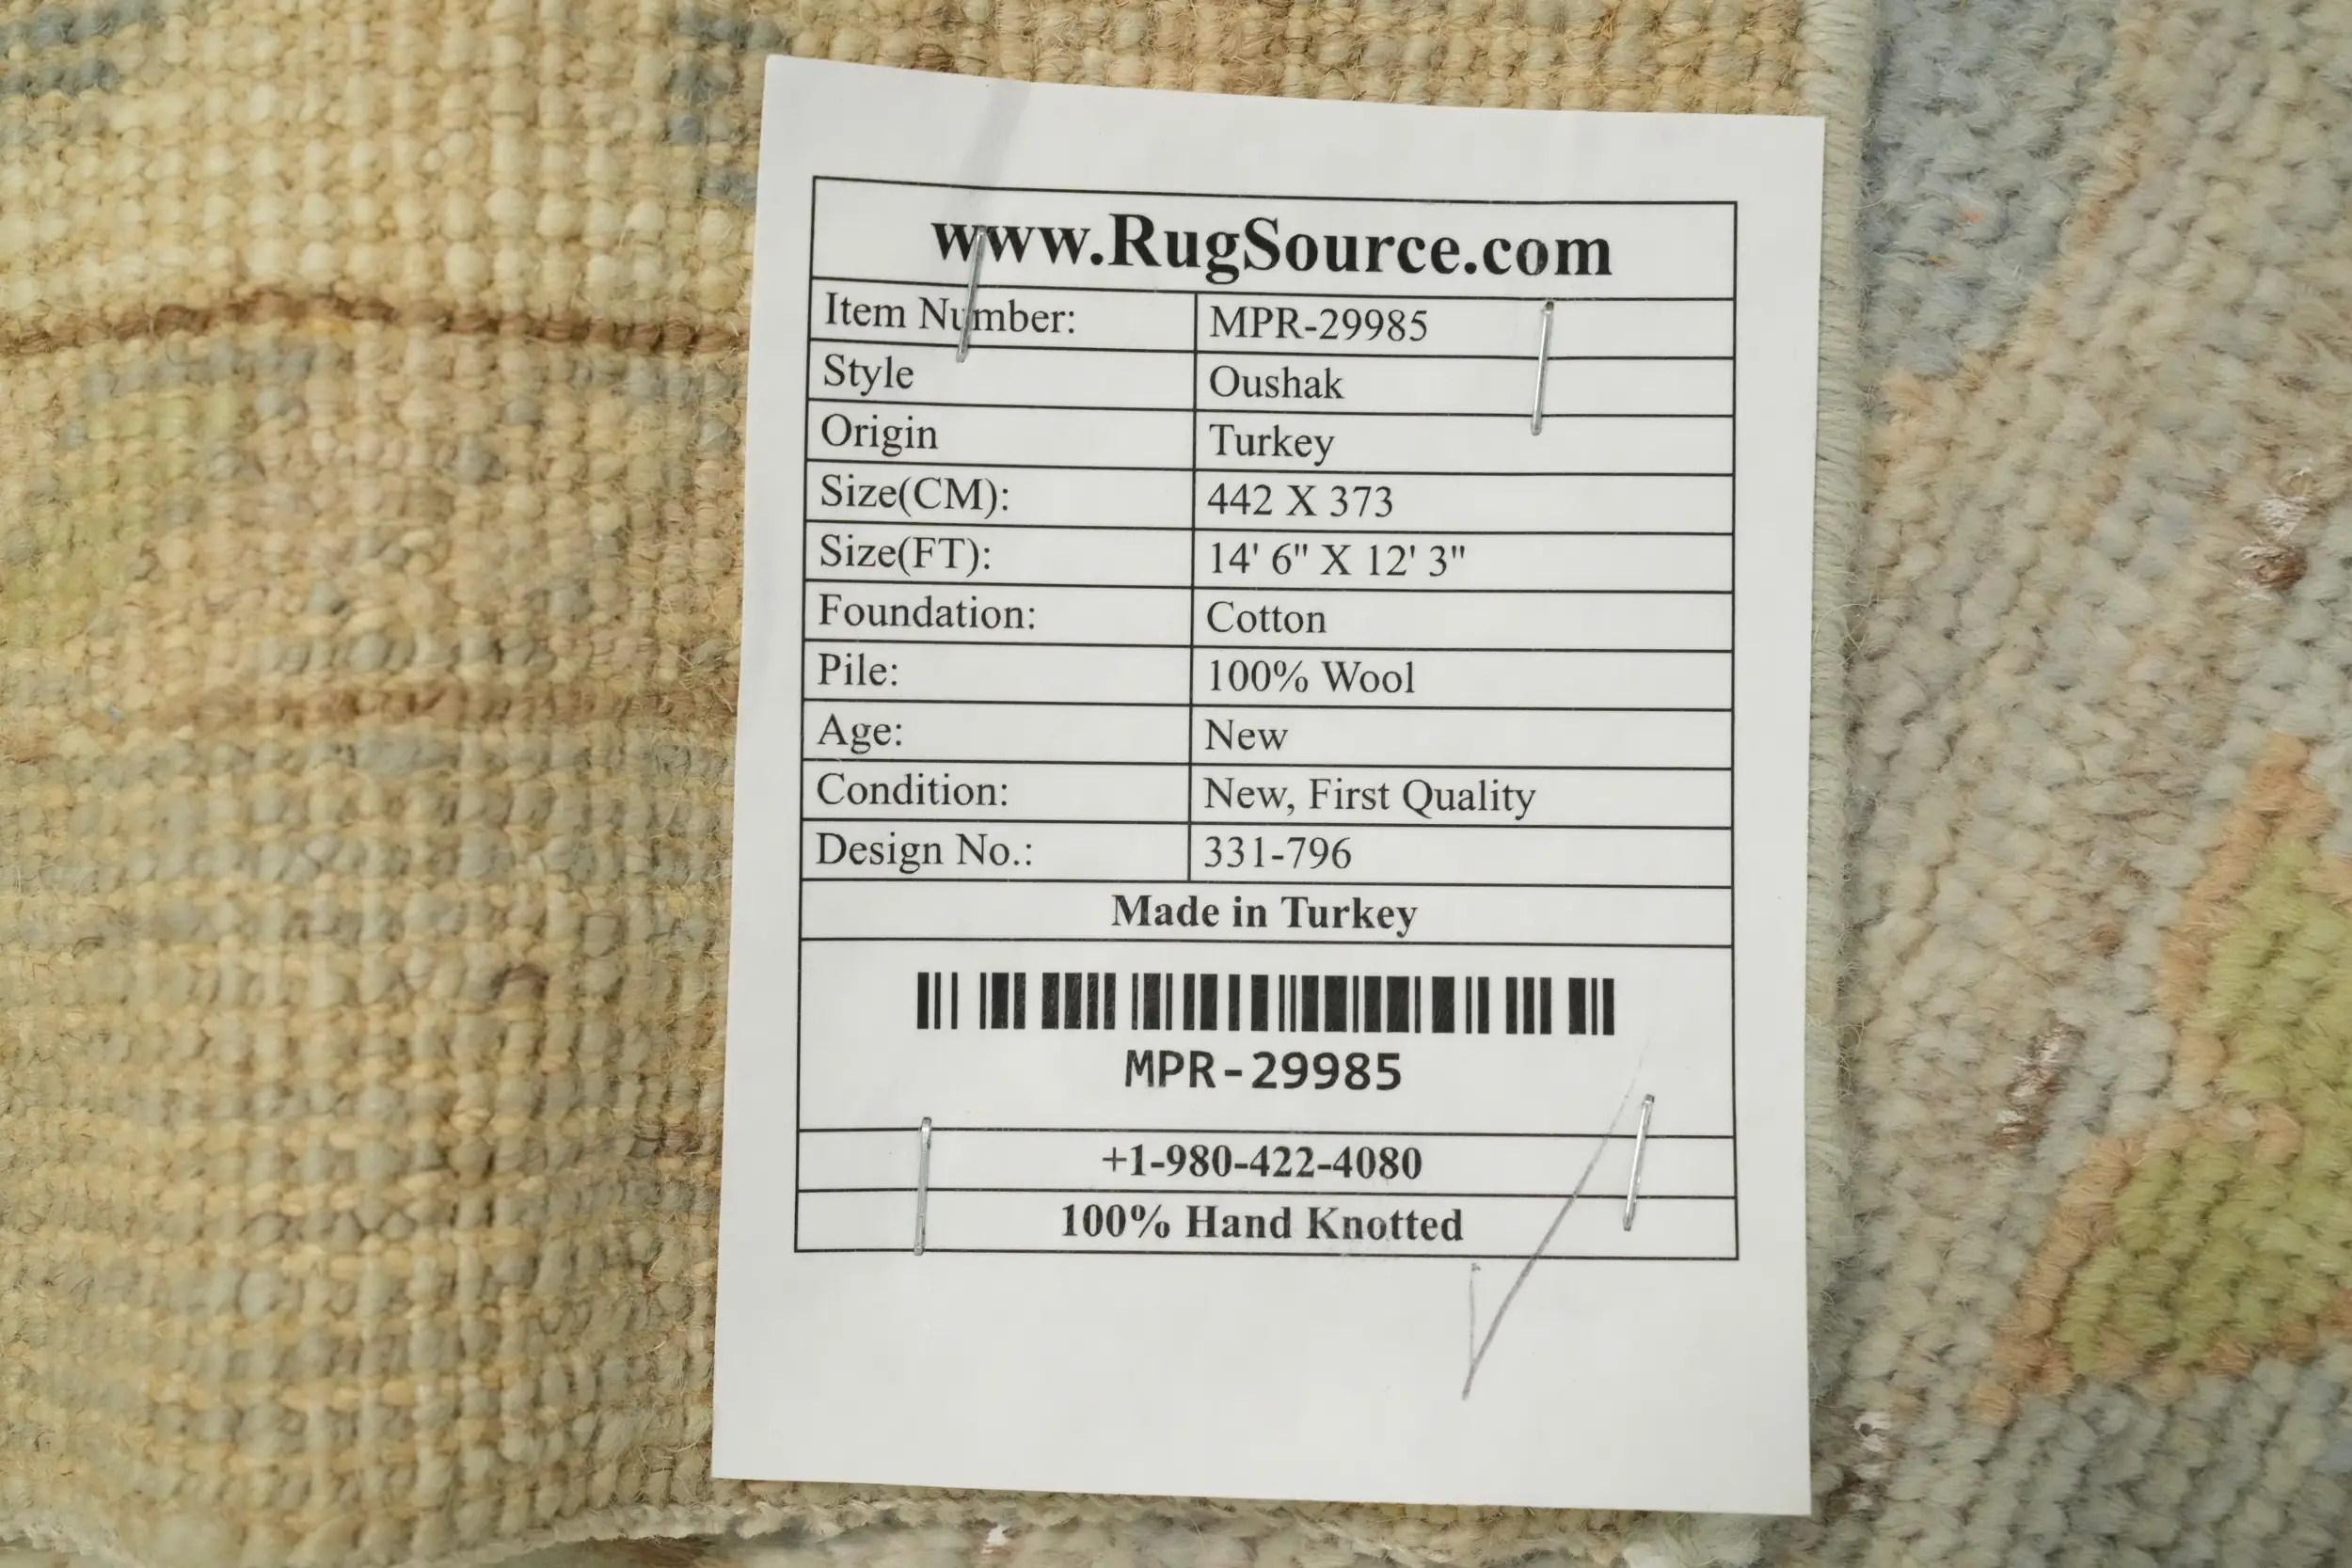 www.RugSource.com
Item Number: MPR-29985
Style Oushak
Origin Turkey
Size(CM): 442 X 373
Size(FT): 14' 6" X 12' 3"
Foundation: Cotton
Pile: 100% Wool
Age: New
Condition: New, First Quality
Design No.: 331-796
Made in Turkey
MPR-29985
+1-980-422-4080
100% Hand Knotted